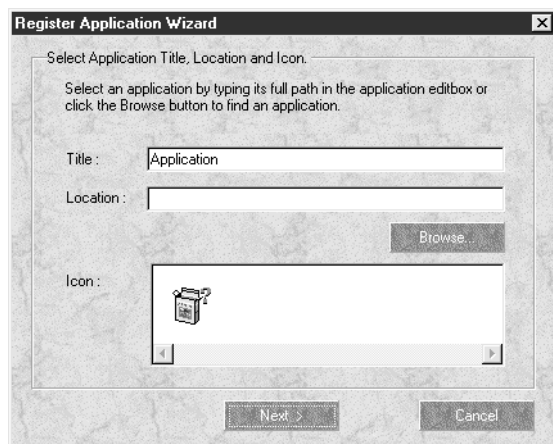 Register Application Wizard
Select Application Title, Location and Icon.
Select an application by typing its full path in the application editbox or
click the Browse button to find an application.
Title :
Application
Location :
Browse...
Icon :
Next >
Cancel